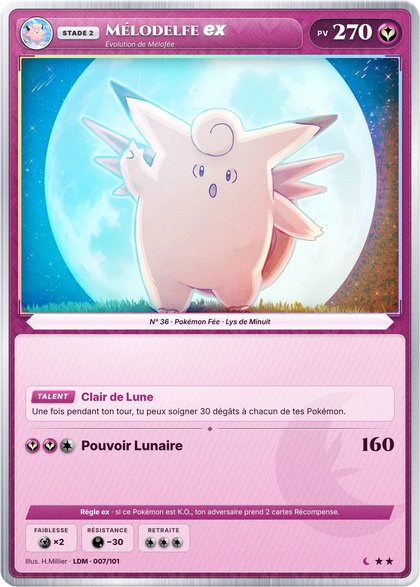 STADE 2
MÉLODELFE ex
Évolution de Mélofée
PV 270
N° 36 · Pokémon Fée · Lys de Minuit
TALENT Clair de Lune
Une fois pendant ton tour, tu peux soigner 30 dégâts à chacun de tes Pokémon.
Pouvoir Lunaire 160
Règle ex · si ce Pokémon est K.O., ton adversaire prend 2 cartes Récompense.
FAIBLESSE RÉSISTANCE RETRAITE
×2 −30
Illus. H.Millier · LDM · 007/101